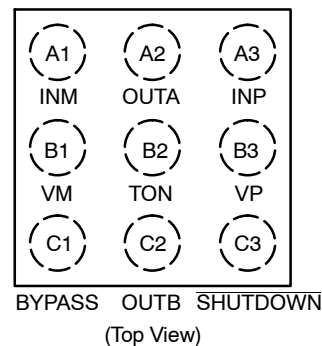 A1 A2 A3
INM OUTA INP
B1 B2 B3
VM TON VP
C1 C2 C3
BYPASS OUTB SHUTDOWN
(Top View)